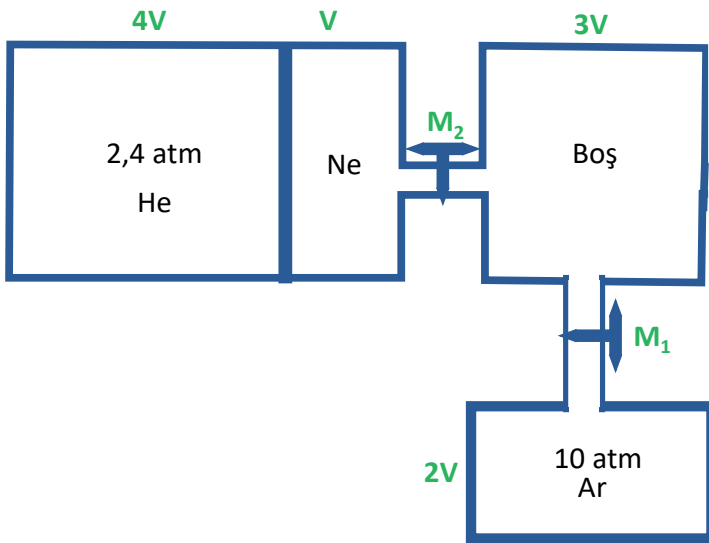 4V
V
3V
2,4 atm
He
Ne
M₂
Boş
M₁
2V
10 atm
Ar